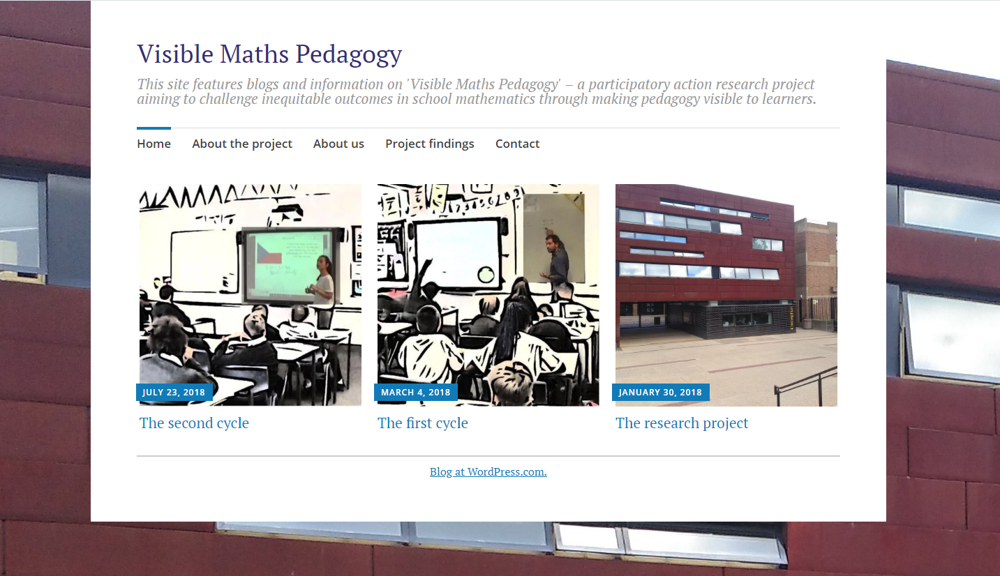 Visible Maths Pedagogy
This site features blogs and information on 'Visible Maths Pedagogy' – a participatory action research project
aiming to challenge inequitable outcomes in school mathematics through making pedagogy visible to learners.
Home About the project About us Project findings Contact
JULY 23, 2018
The second cycle
MARCH 4, 2018
The first cycle
JANUARY 30, 2018
The research project
Blog at WordPress.com.